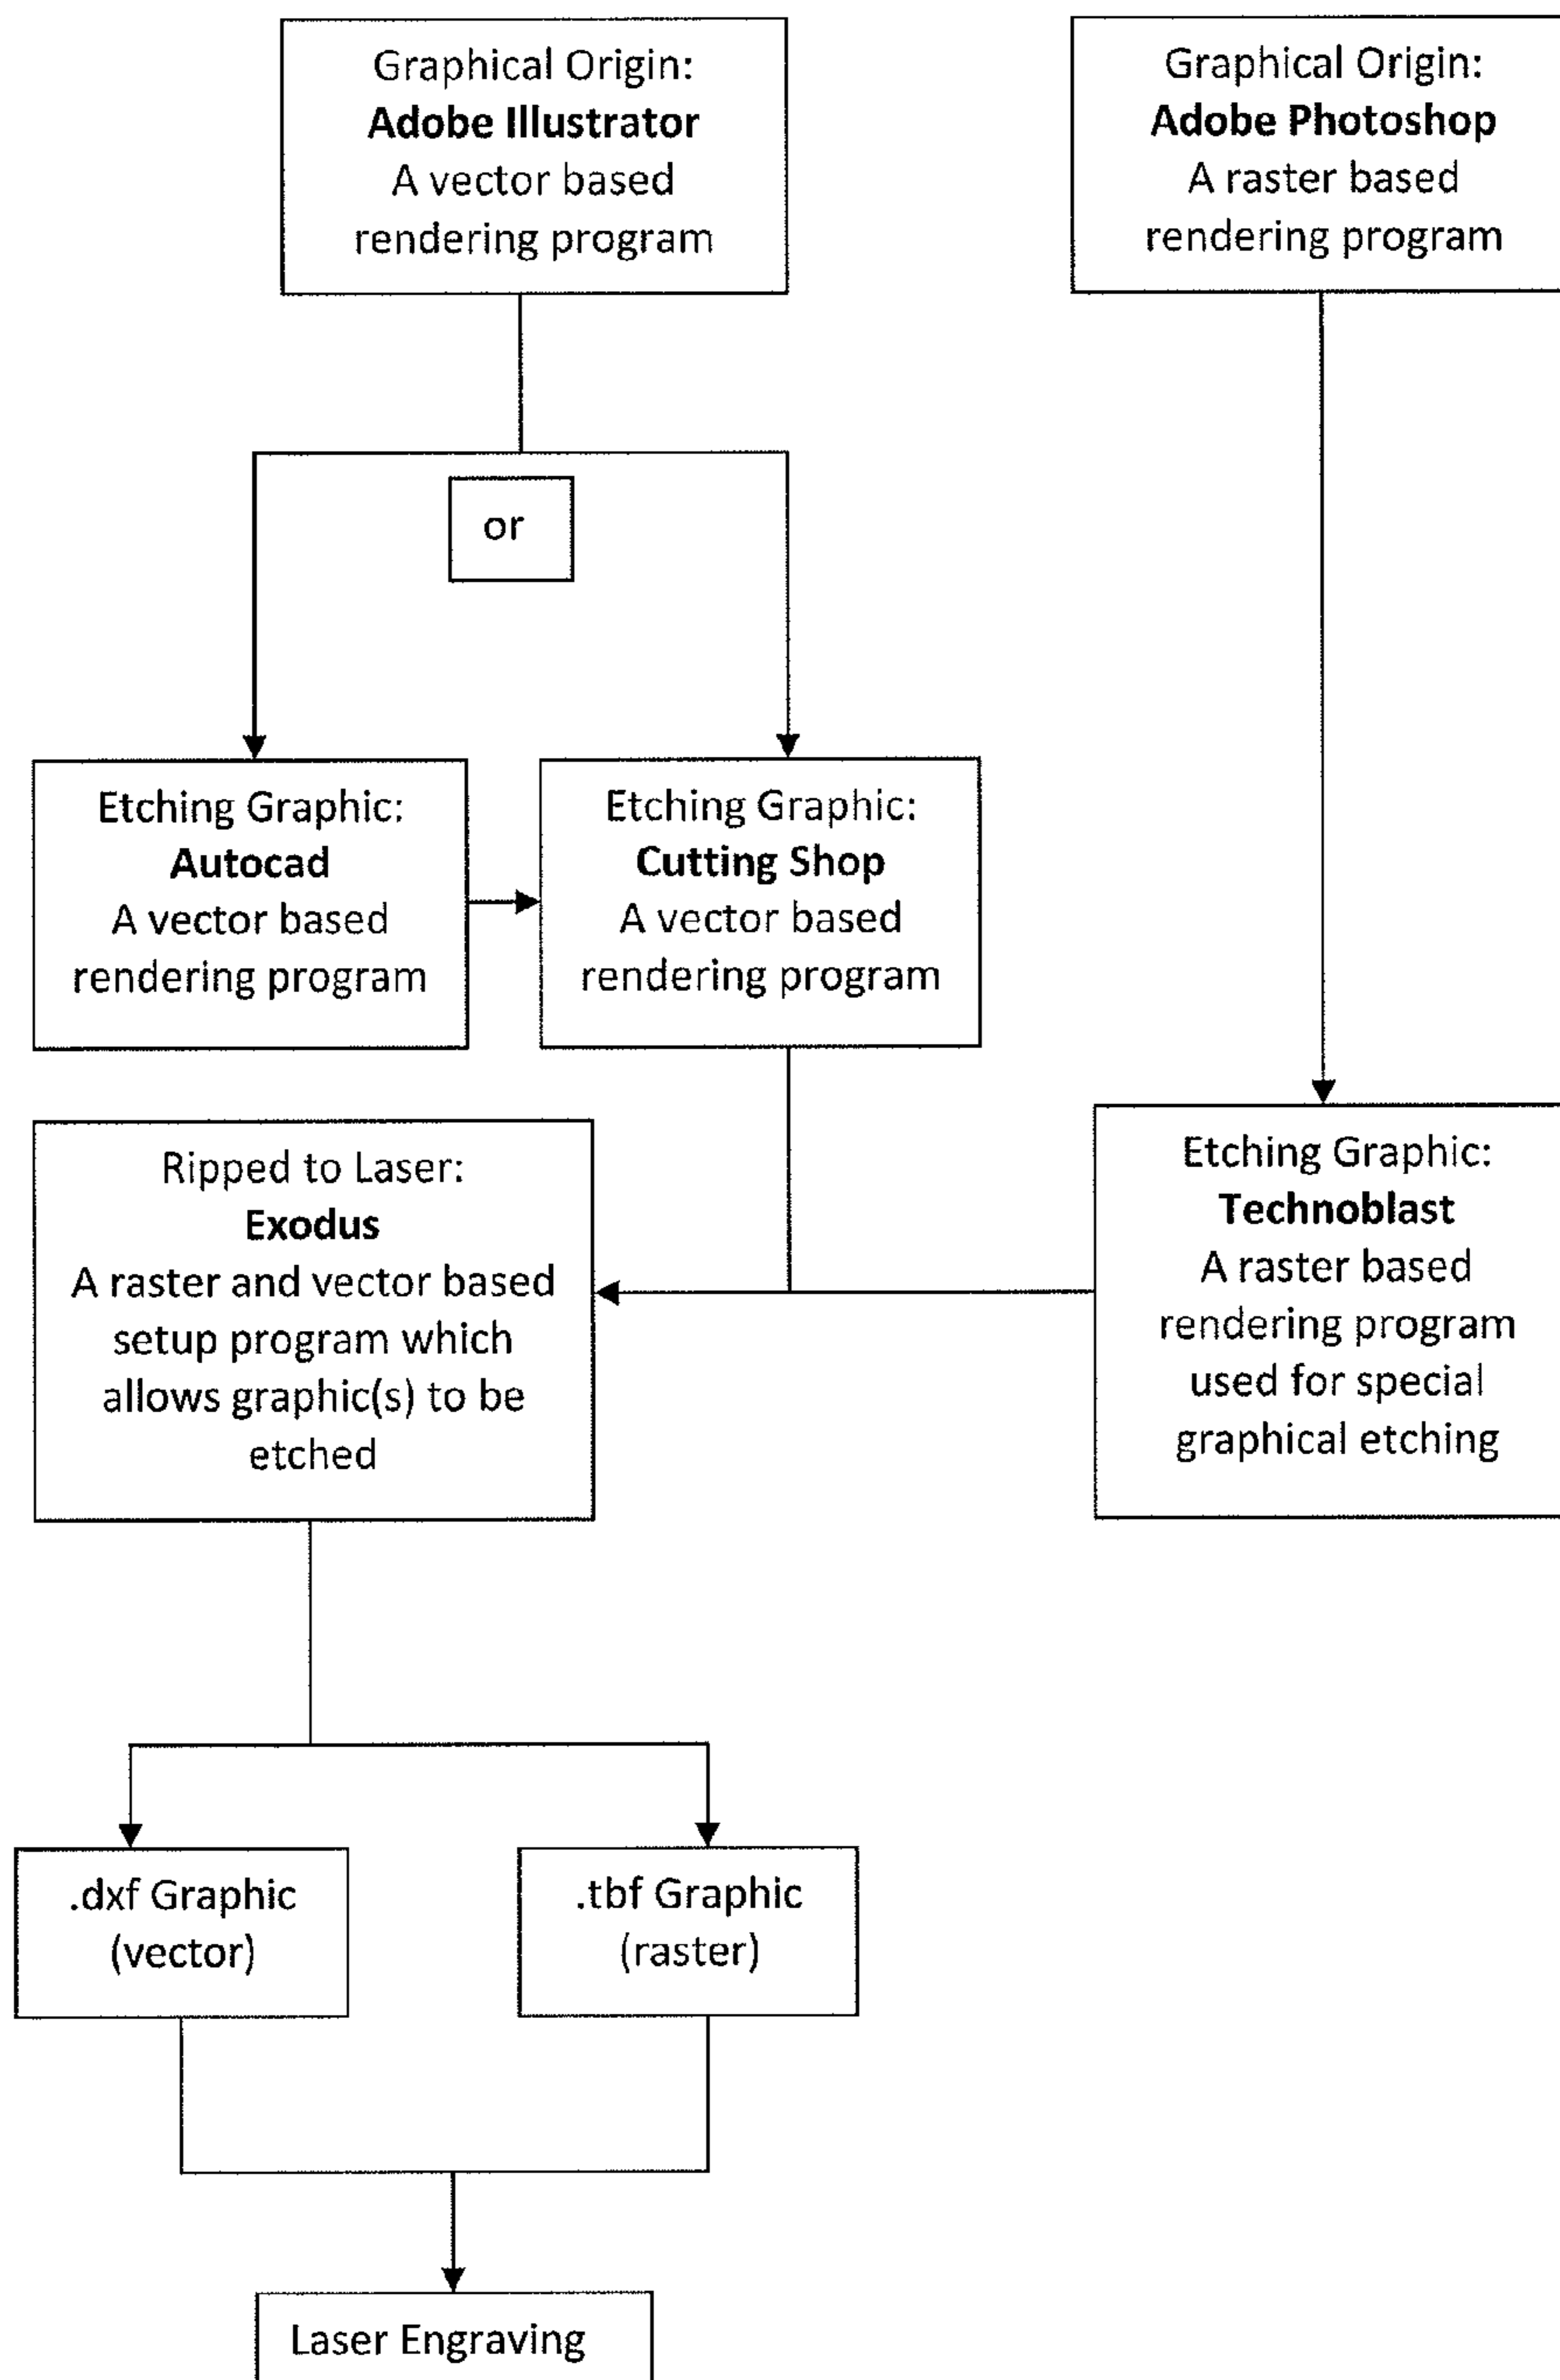 Graphical Origin:
Adobe Illustrator
A vector based
rendering program
Graphical Origin:
Adobe Photoshop
A raster based
rendering program
or
Etching Graphic:
Autocad
A vector based
rendering program
Etching Graphic:
Cutting Shop
A vector based
rendering program
Ripped to Laser:
Exodus
A raster and vector based
setup program which
allows graphic(s) to be
etched
Etching Graphic:
Technoblast
A raster based
rendering program
used for special
graphical etching
.dxf Graphic
(vector)
.tbf Graphic
(raster)
Laser Engraving